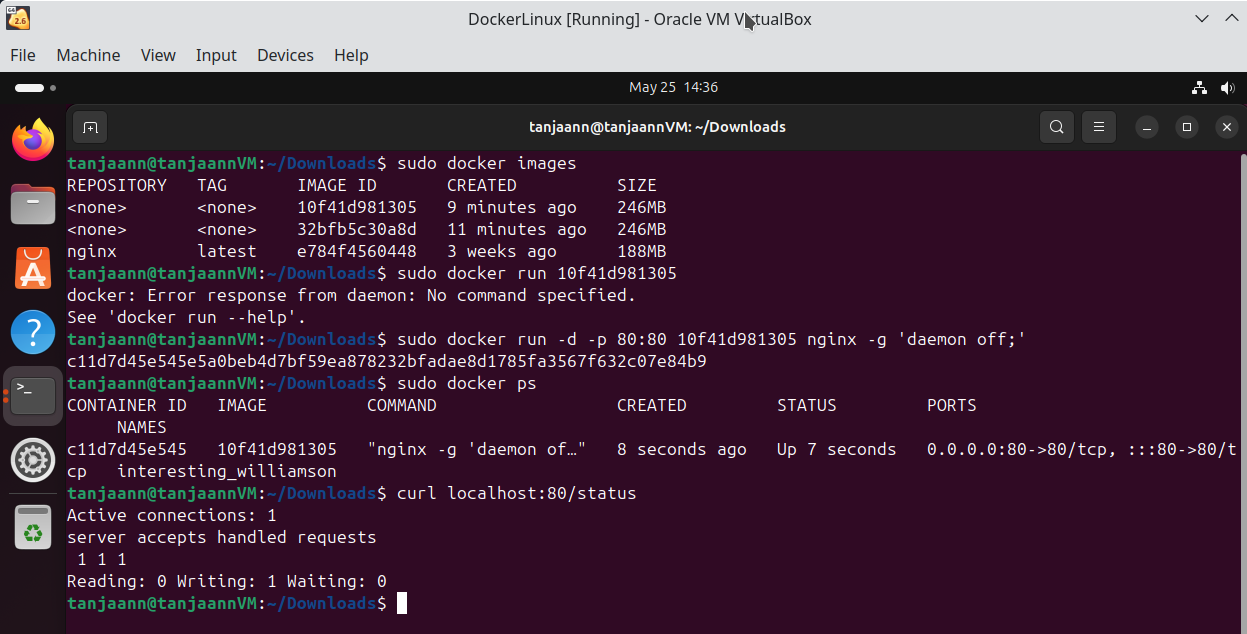 DockerLinux [Running] - Oracle VM VirtualBox
File Machine View Input Devices Help
May 25 14:36
tanjaann@tanjaannVM: ~/Downloads
tanjaann@tanjaannVM:~/Downloads$ sudo docker images
REPOSITORY TAG IMAGE ID CREATED SIZE
<none> <none> 10f41d981305 9 minutes ago 246MB
<none> <none> 32bfb5c30a8d 11 minutes ago 246MB
nginx latest e784f4560448 3 weeks ago 188MB
tanjaann@tanjaannVM:~/Downloads$ sudo docker run 10f41d981305
docker: Error response from daemon: No command specified.
See 'docker run --help'.
tanjaann@tanjaannVM:~/Downloads$ sudo docker run -d -p 80:80 10f41d981305 nginx -g 'daemon off;'
c11d7d45e545e5a0beb4d7bf59ea878232bfadae8d1785fa3567f632c07e84b9
tanjaann@tanjaannVM:~/Downloads$ sudo docker ps
CONTAINER ID IMAGE COMMAND CREATED STATUS PORTS
NAMES
c11d7d45e545 10f41d981305 "nginx -g 'daemon of…" 8 seconds ago Up 7 seconds 0.0.0.0:80->80/tcp, :::80->80/t
cp interesting_williamson
tanjaann@tanjaannVM:~/Downloads$ curl localhost:80/status
Active connections: 1
server accepts handled requests
1 1 1
Reading: 0 Writing: 1 Waiting: 0
tanjaann@tanjaannVM:~/Downloads$